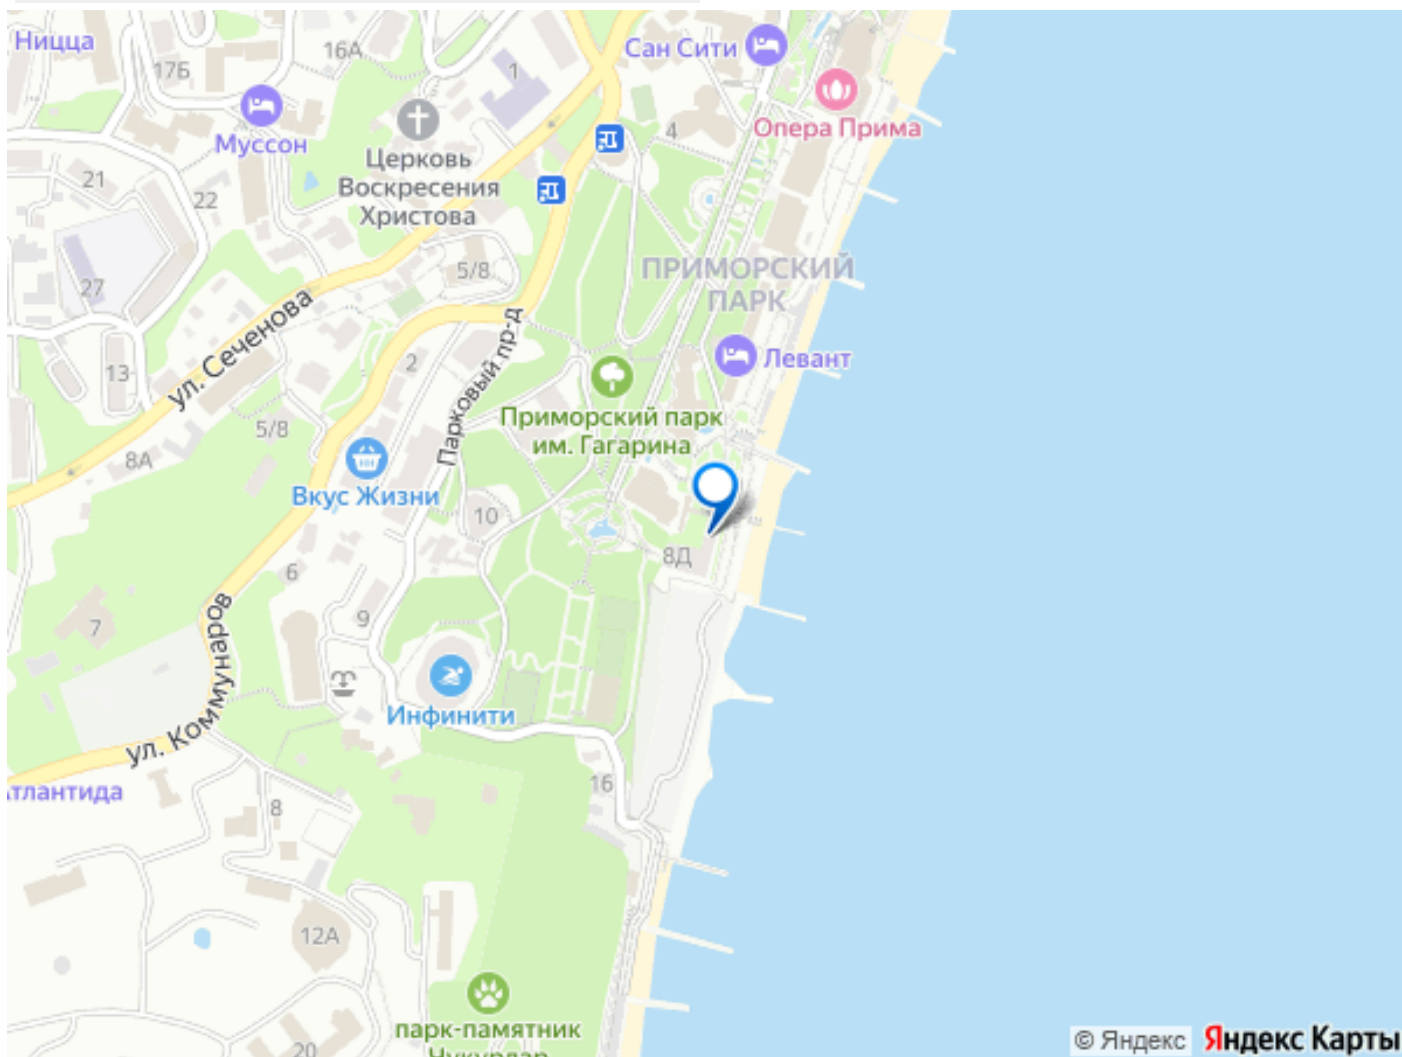 Ницца
16А
Сан Сити
17Б
1
Опера Прима
4
Муссон
Церковь
Воскресения
Христова
21
22
5/8
ПРИМОРСКИЙ
ПАРК
27
ул. Сеченова
Парковый пр-д
Левант
2
13
Приморский парк
им. Гагарина
5/8
8А
Вкус Жизни
10
8Д
6
9
7
ул. Коммунаров
Инфинити
тлантида
16
8
12А
парк-памятник
Чукурлар
20
© Яндекс Яндекс Карты